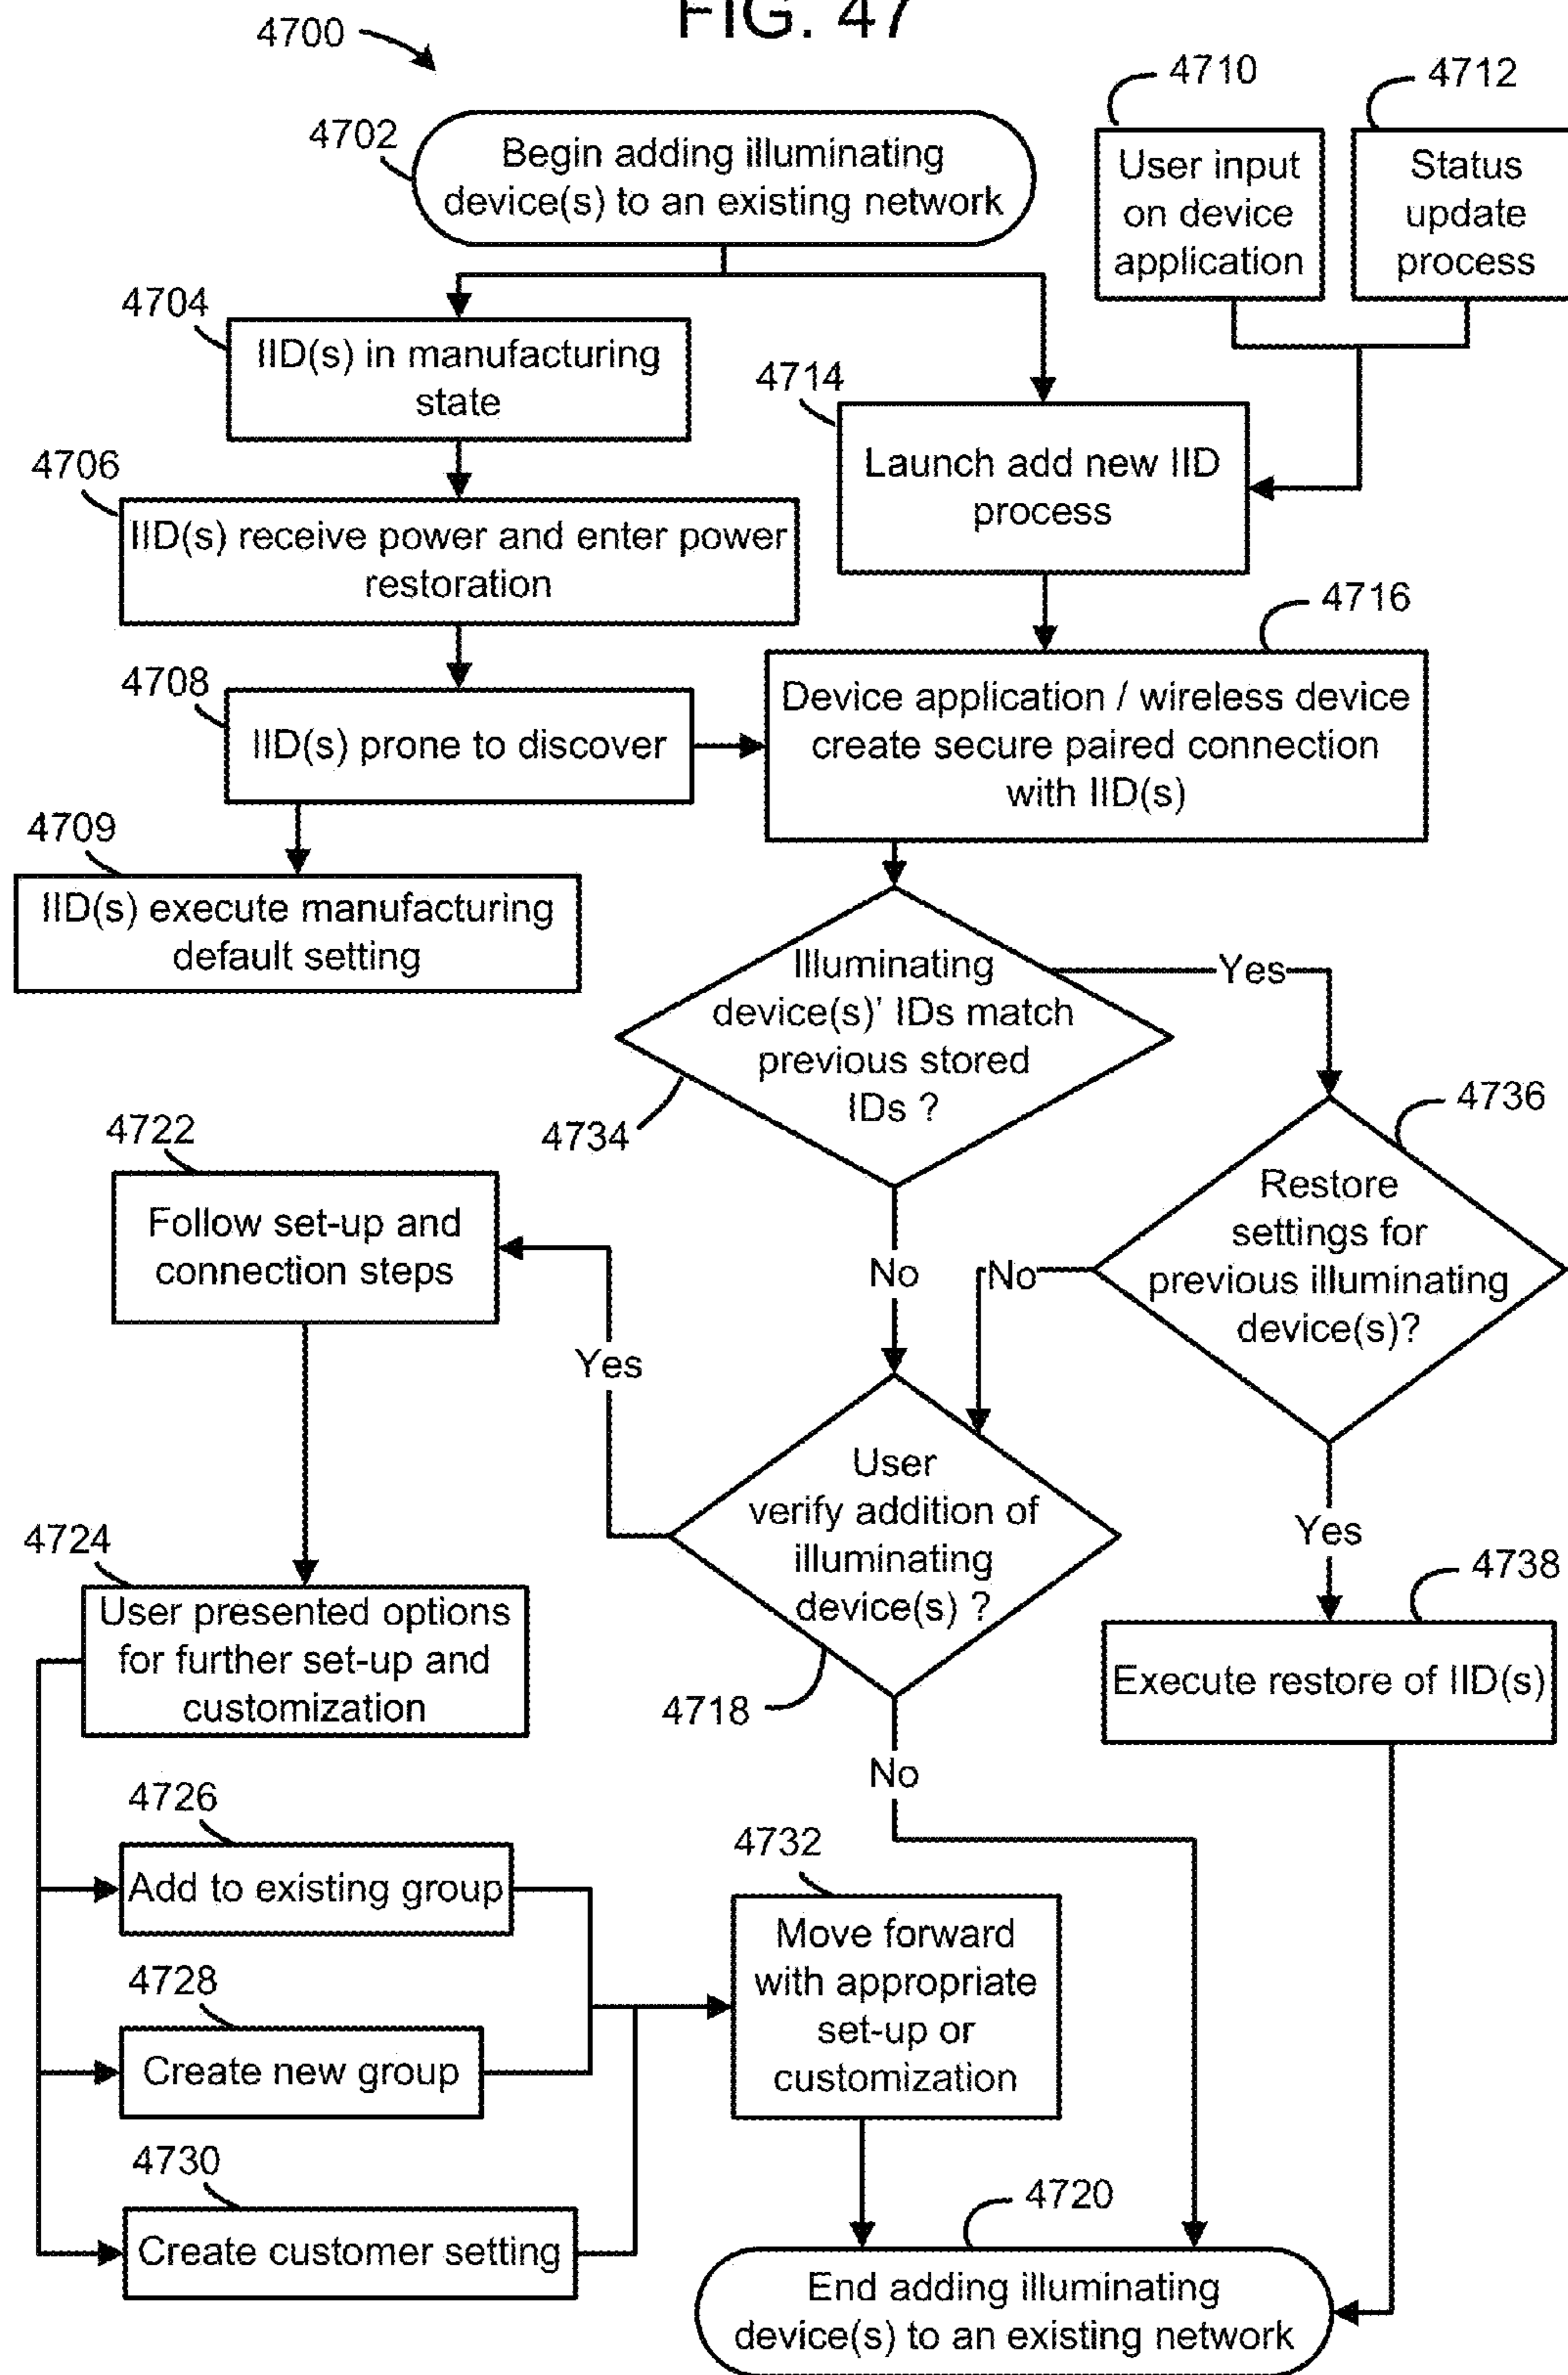 FIG. 47
4700
4710
4712
4702
Begin adding illuminating
device(s) to an existing network
User input
on device
application
Status
update
process
4704
IID(s) in manufacturing
state
4714
Launch add new IID
process
4706
IID(s) receive power and enter power
restoration
4716
4708
IID(s) prone to discover
Device application / wireless device
create secure paired connection
with IID(s)
4709
IID(s) execute manufacturing
default setting
Illuminating
device(s)' IDs match
previous stored
IDs ?
Yes
4734
4736
4722
Follow set-up and
connection steps
Restore
settings for
previous illuminating
device(s)?
No
No
Yes
User
verify addition of
illuminating
device(s) ?
Yes
4724
User presented options
for further set-up and
customization
4718
4738
Execute restore of IID(s)
No
4726
Add to existing group
4732
Move forward
with appropriate
set-up or
customization
4728
Create new group
4730
Create customer setting
4720
End adding illuminating
device(s) to an existing network